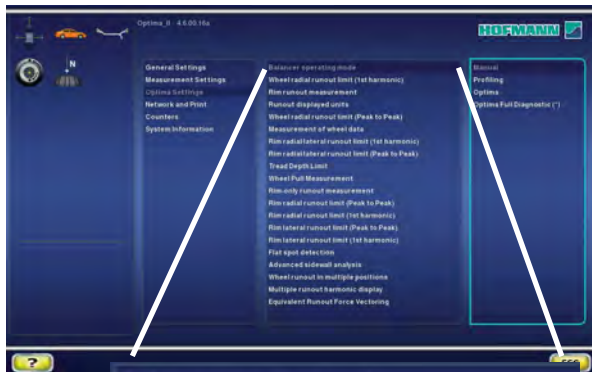 Optima_II 4.6.00.16a
HOFMANN
N
General Settings
Measurement Settings
Optima Settings
Network and Print
Counters
System Information
Balancer operating mode
Wheel radial runout limit (1st harmonic)
Rim runout measurement
Runout displayed units
Wheel radial runout limit (Peak to Peak)
Measurement of wheel data
Rim radial lateral runout limit (1st harmonic)
Rim radial lateral runout limit (Peak to Peak)
Tread Depth Limit
Wheel Pull Measurement
Rim-only runout measurement
Rim radial runout limit (Peak to Peak)
Rim radial runout limit (1st harmonic)
Rim lateral runout limit (Peak to Peak)
Rim lateral runout limit (1st harmonic)
Flat spot detection
Advanced sidewall analysis
Wheel runout in multiple positions
Multiple runout harmonic display
Equivalent Runout Force Vectoring
Manual
Profiling
Optima
Optima Full Diagnostic (*)
?
ESC